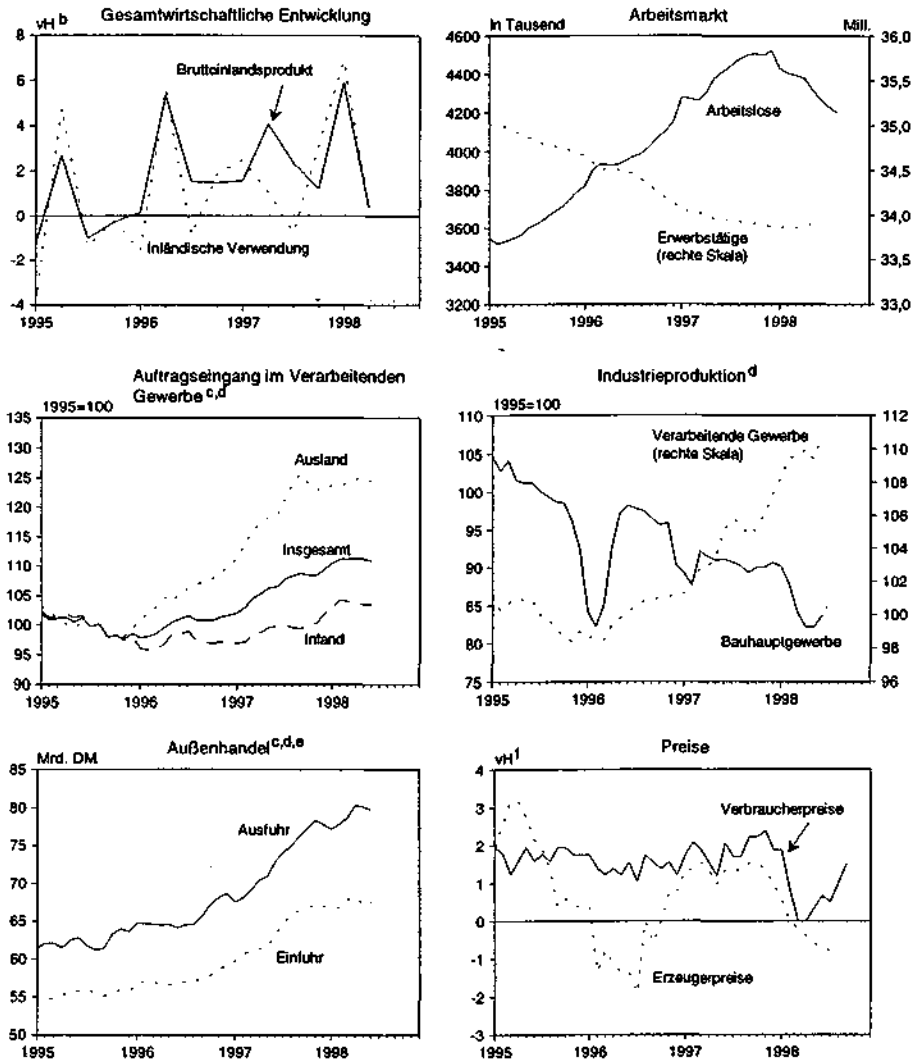 Gesamtwirtschaftliche Entwicklung
vH b
8
6
4
2
0
-2
-4
Bruttoinlandsprodukt
Inländische Verwendung
1995 1996 1997 1998
Arbeitsmarkt
In Tausend
Mill.
4600
4400
4200
4000
3800
3600
3400
3200
36,0
35,5
35,0
34,5
34,0
33,5
33,0
Arbeitslose
Erwerbstätige
(rechte Skala)
1995 1996 1997 1998
Auftragseingang im Verarbeitenden
Gewerbe c,d
1995=100
135
130
125
120
115
110
105
100
95
90
Ausland
Insgesamt
Inland
1995 1996 1997 1998
Industrieproduktion d
1995=100
110
105
100
95
90
85
80
75
112
110
108
106
104
102
100
98
96
Verarbeitende Gewerbe
(rechte Skala)
Bauhauptgewerbe
1995 1996 1997 1998
Außenhandel c,d,e
Mrd. DM
85
80
75
70
65
60
55
50
Ausfuhr
Einfuhr
1995 1996 1997 1998
Preise
vH f
4
3
2
1
0
-1
-2
-3
Verbraucherpreise
Erzeugerpreise
1995 1996 1997 1998